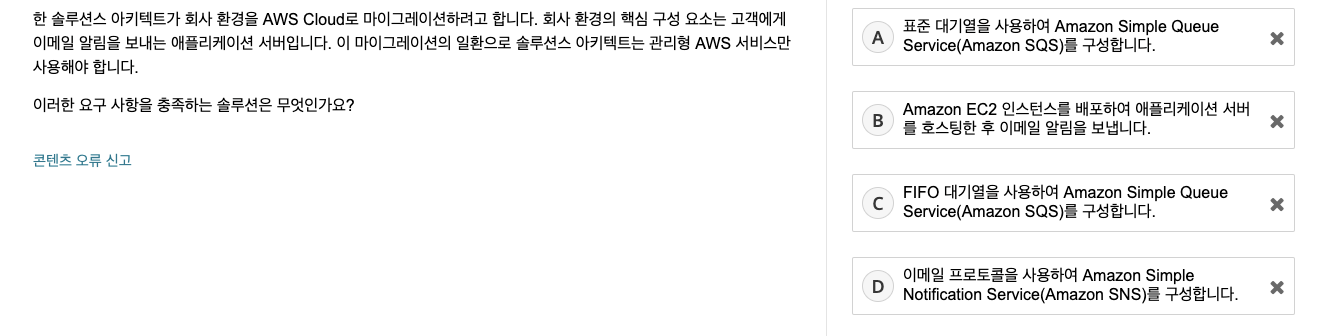 한 솔루션스 아키텍트가 회사 환경을 AWS Cloud로 마이그레이션하려고 합니다. 회사 환경의 핵심 구성 요소는 고객에게
이메일 알림을 보내는 애플리케이션 서버입니다. 이 마이그레이션의 일환으로 솔루션스 아키텍트는 관리형 AWS 서비스만
사용해야 합니다.
이러한 요구 사항을 충족하는 솔루션은 무엇인가요?
콘텐츠 오류 신고
A
표준 대기열을 사용하여 Amazon Simple Queue
Service(Amazon SQS)를 구성합니다.
B
Amazon EC2 인스턴스를 배포하여 애플리케이션 서버
를 호스팅한 후 이메일 알림을 보냅니다.
C
FIFO 대기열을 사용하여 Amazon Simple Queue
Service(Amazon SQS)를 구성합니다.
D
이메일 프로토콜을 사용하여 Amazon Simple
Notification Service(Amazon SNS)를 구성합니다.